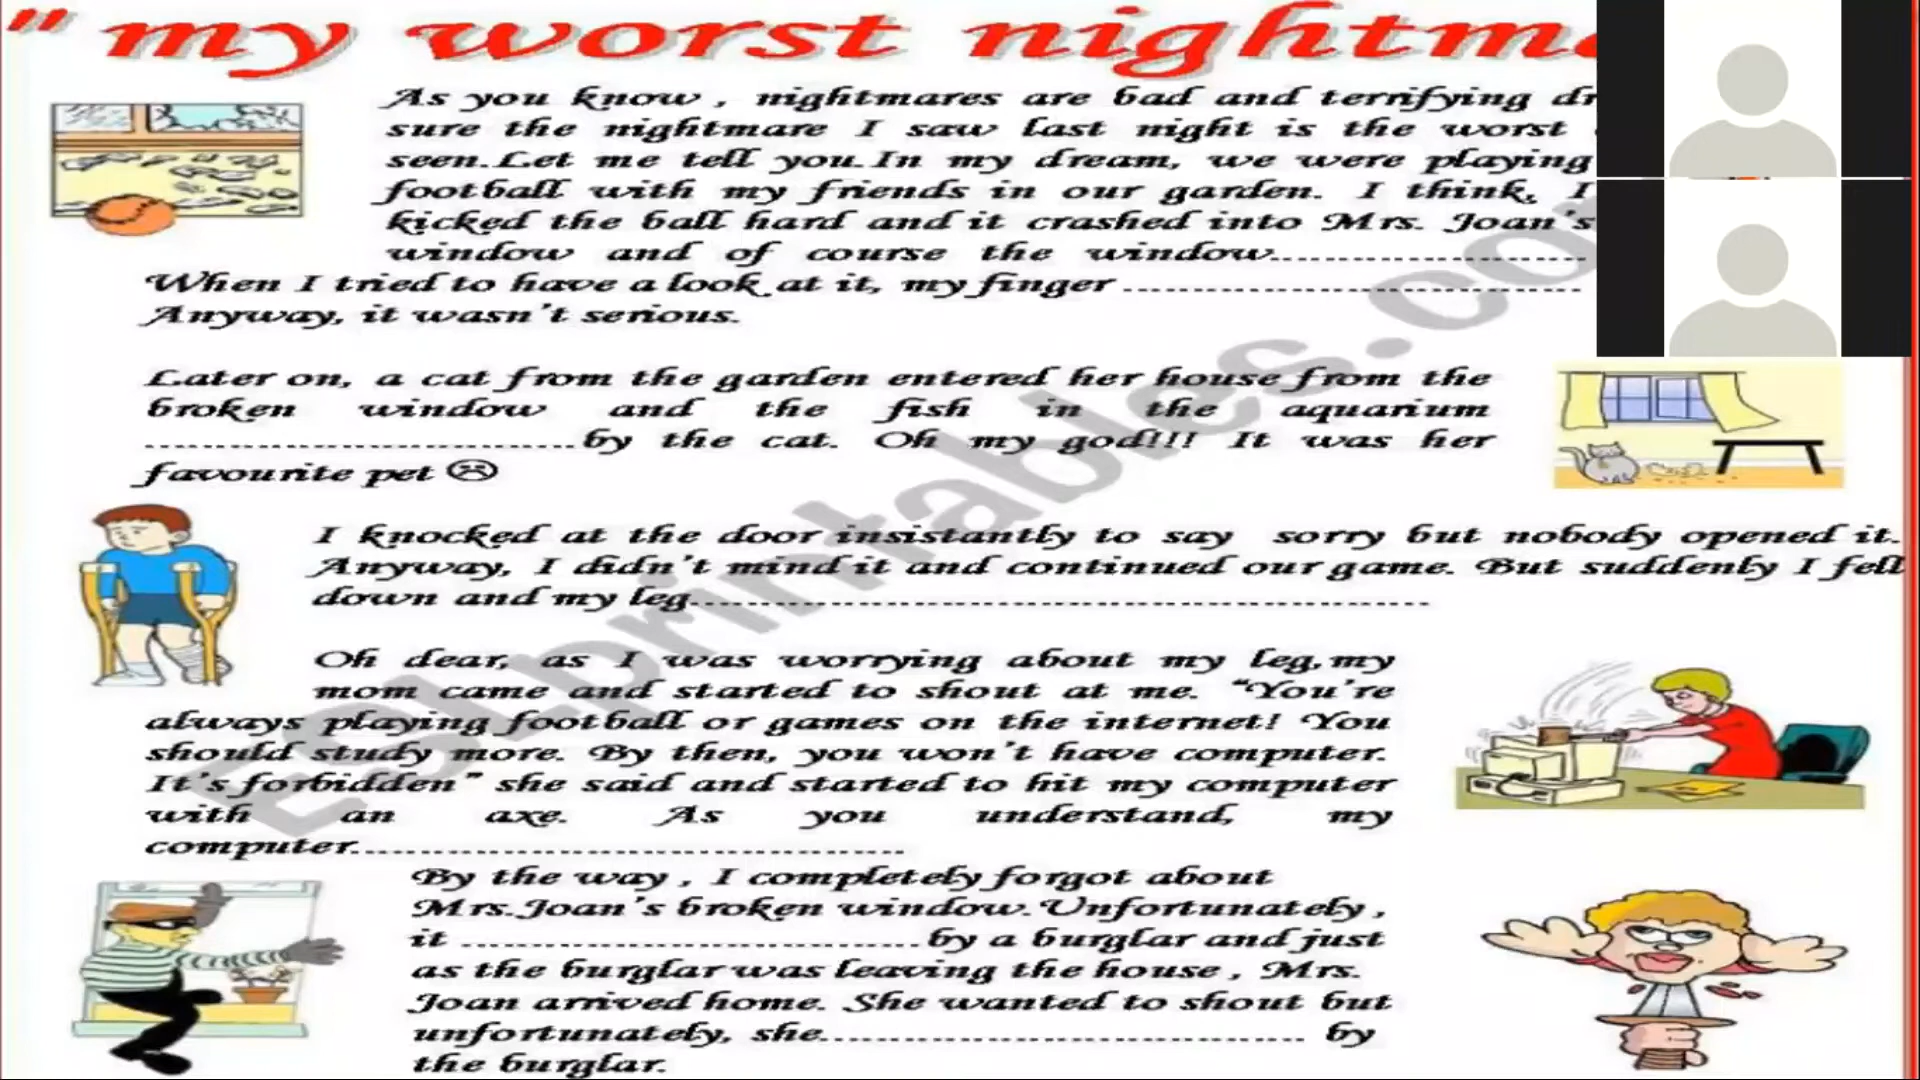 "my worst
As you know , nightmares are bad and terrifying
sure the nightmare I saw last night is the worst
seen.Let me tell you.In my dream, we were playing
football with my friends in our garden. I think, I
kicked the ball hard and it crashed into Mrs. Joan's
window and of course the window..............................
When I tried to have a look at it, my finger ..........................................
Anyway, it wasn't serious.
Later on, a cat from the garden entered her house from the
broken window and the fish in the aquarium
........................................by the cat. Oh my god!!! It was her
favourite pet ☹
I knocked at the door insistantly to say sorry but nobody opened it.
Anyway, I didn't mind it and continued our game. But suddenly I fell
down and my leg......................................................................
Oh dear, as I was worrying about my leg,my
mom came and started to shout at me. "You're
always playing football or games on the internet! You
should study more. By then, you won't have computer.
It's forbidden" she said and started to hit my computer
with an axe. As you understand, my
computer....................................................
By the way , I completely forgot about
Mrs.Joan's broken window.Unfortunately ,
it ............................................by a burglar and just
as the burglar was leaving the house , Mrs.
Joan arrived home. She wanted to shout but
unfortunately, she.............................................. by
the burglar.
ESLprintables.co